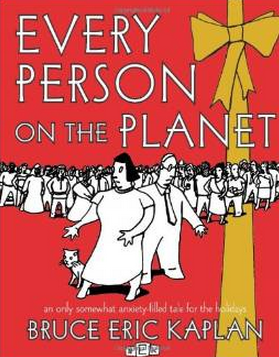 EVERY
PERSON
ON THE PLANET
an only somewhat anxiety-filled tale for the holidays
BRUCE ERIC KAPLAN